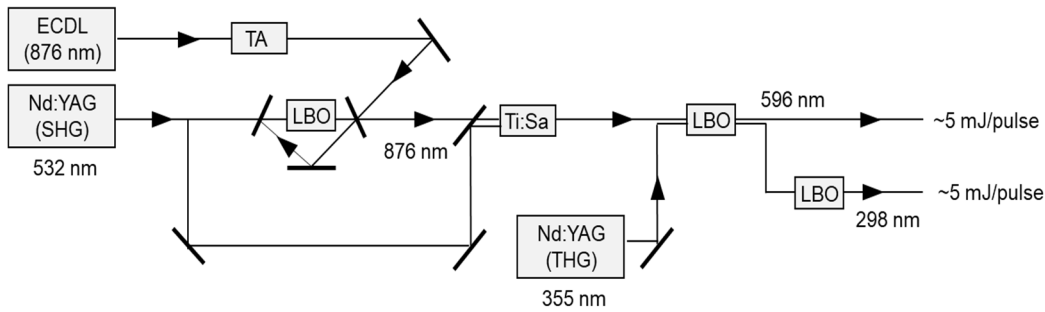 ECDL
(876 nm)
TA
Nd:YAG
(SHG)
532 nm
LBO
876 nm
Ti:Sa
LBO
596 nm
~5 mJ/pulse
LBO
298 nm
~5 mJ/pulse
Nd:YAG
(THG)
355 nm